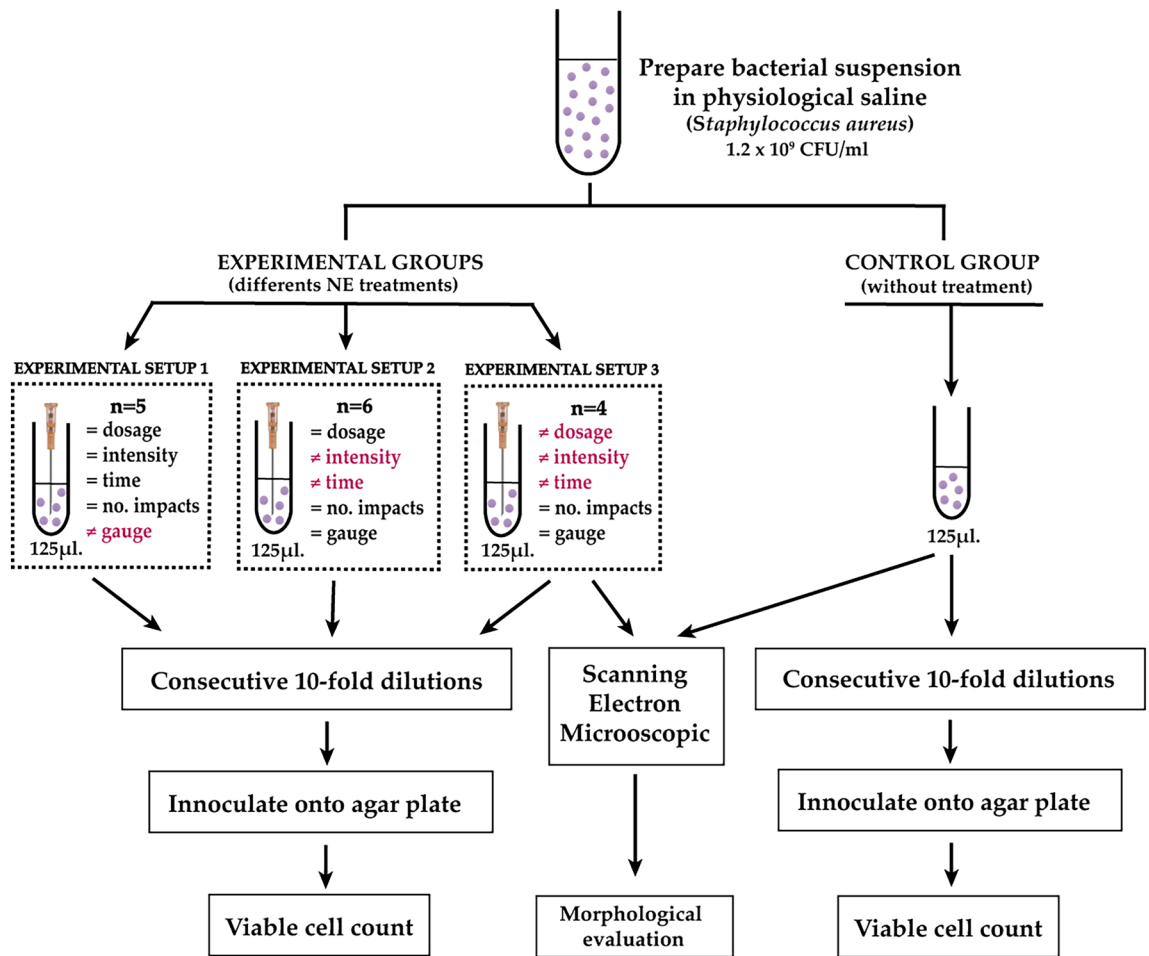 Prepare bacterial suspension
in physiological saline
(Staphylococcus aureus)
1.2 x 10⁹ CFU/ml
EXPERIMENTAL GROUPS
(differents NE treatments)
CONTROL GROUP
(without treatment)
EXPERIMENTAL SETUP 1
n=5
= dosage
= intensity
= time
= no. impacts
≠ gauge
125µl.
EXPERIMENTAL SETUP 2
n=6
= dosage
≠ intensity
≠ time
= no. impacts
= gauge
125µl.
EXPERIMENTAL SETUP 3
n=4
≠ dosage
≠ intensity
≠ time
= no. impacts
= gauge
125µl.
125µl.
Consecutive 10-fold dilutions
Scanning
Electron
Microoscopic
Consecutive 10-fold dilutions
Innoculate onto agar plate
Innoculate onto agar plate
Viable cell count
Morphological
evaluation
Viable cell count